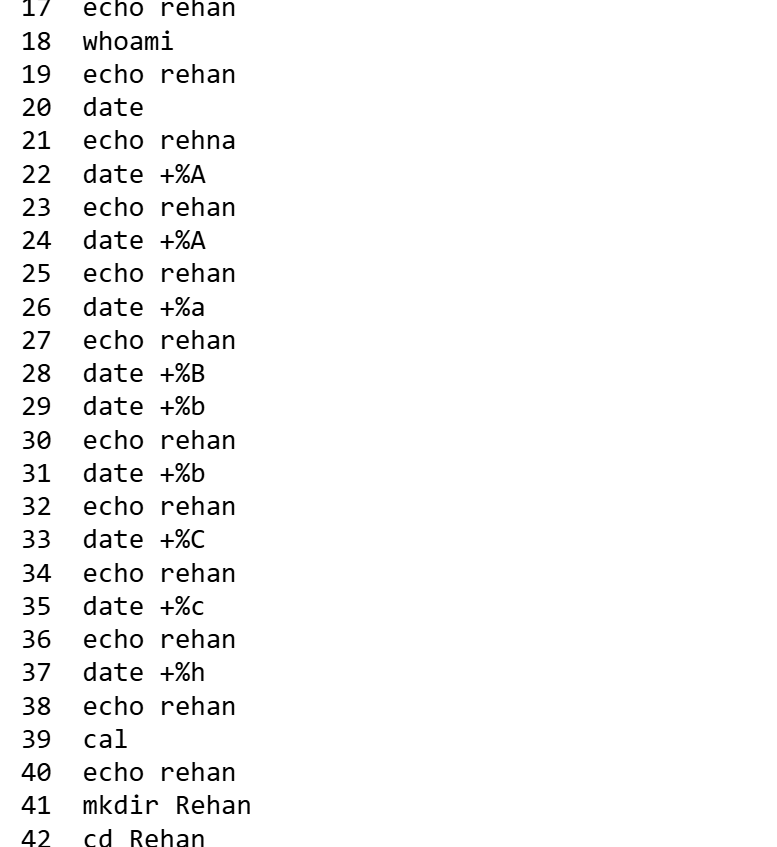 17 echo rehan
18 whoami
19 echo rehan
20 date
21 echo rehna
22 date +%A
23 echo rehan
24 date +%A
25 echo rehan
26 date +%a
27 echo rehan
28 date +%B
29 date +%b
30 echo rehan
31 date +%b
32 echo rehan
33 date +%C
34 echo rehan
35 date +%c
36 echo rehan
37 date +%h
38 echo rehan
39 cal
40 echo rehan
41 mkdir Rehan
42 cd Rehan